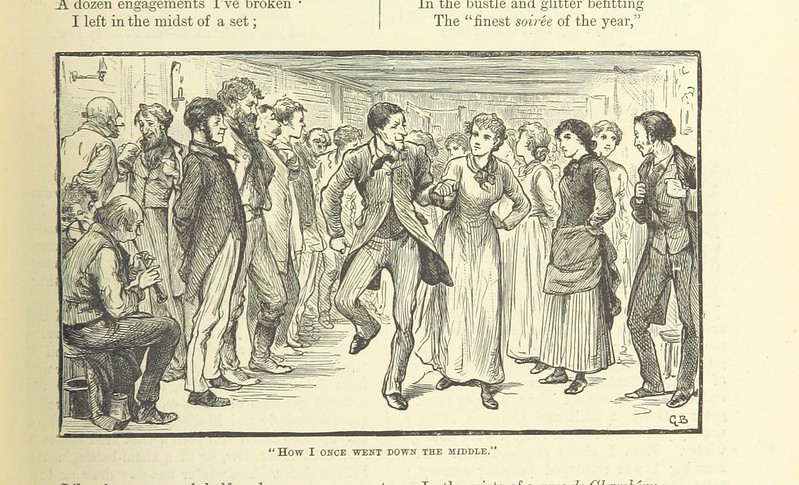 A dozen engagements I've broken
I left in the midst of a set;
In the bustle and glitter befitting
The "finest soirée of the year,"
GB
"How I once went down the middle."